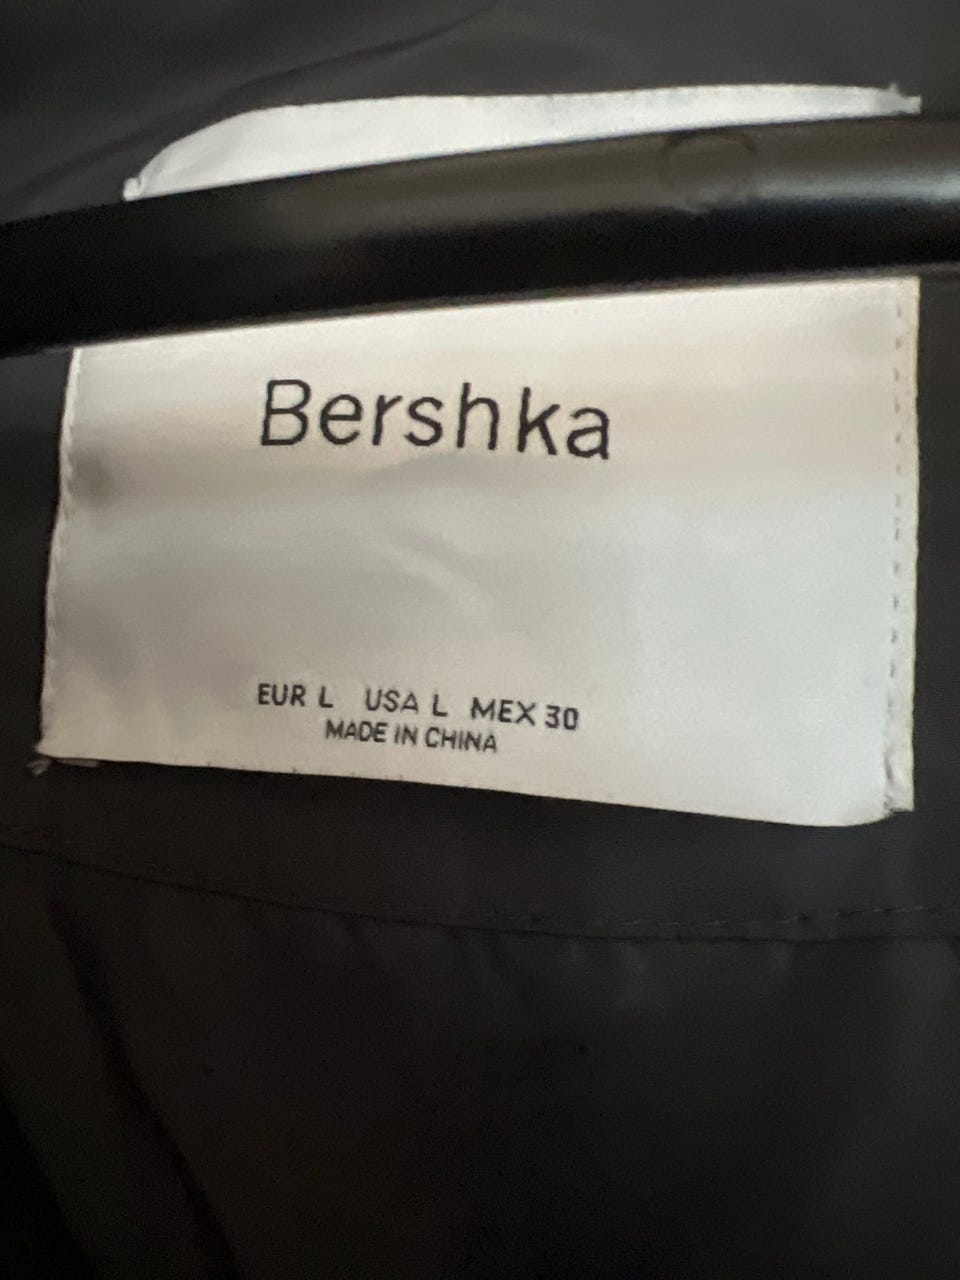 Bershka
EUR L USA L MEX 30
MADE IN CHINA